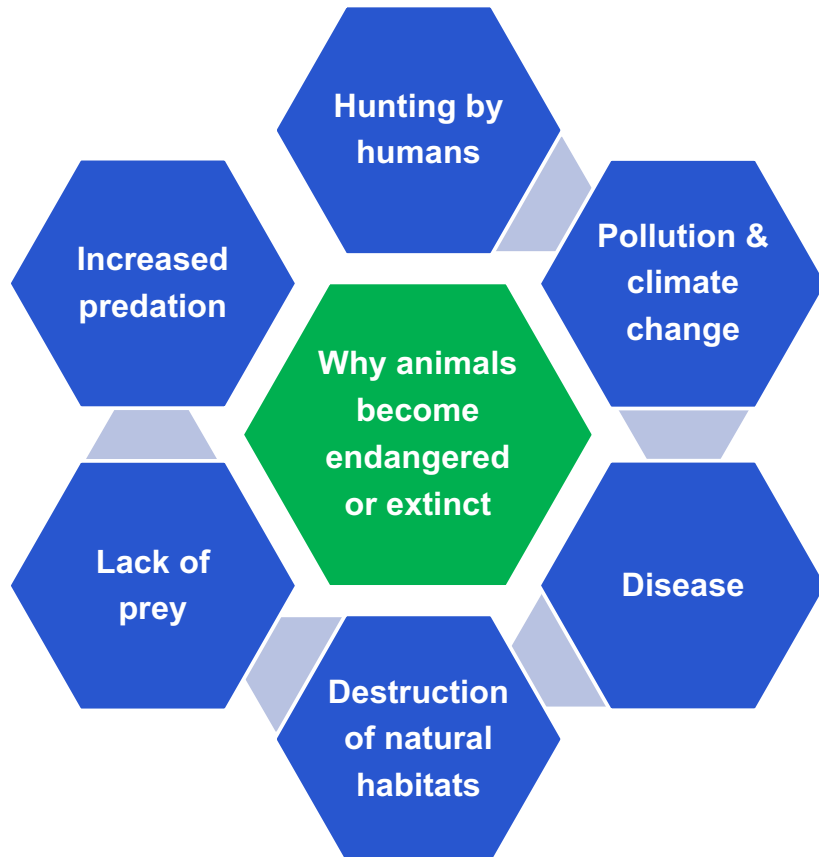 Hunting by
humans
Pollution &
climate
change
Increased
predation
Why animals
become
endangered
or extinct
Lack of
prey
Disease
Destruction
of natural
habitats